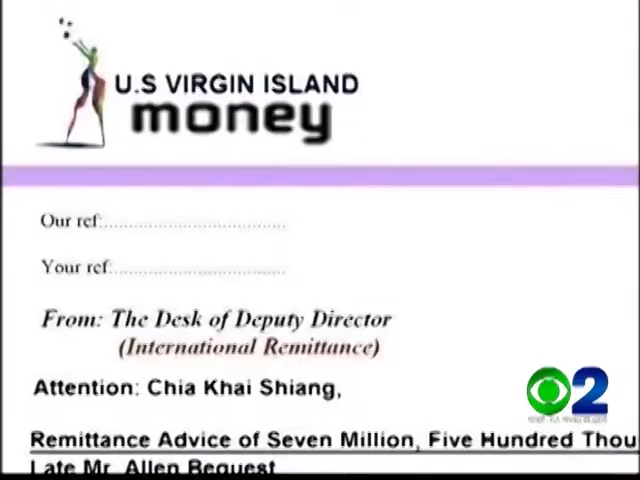 U.S VIRGIN ISLAND
money
Our ref:......................................
Your ref:....................................
From: The Desk of Deputy Director
(International Remittance)
Attention: Chia Khai Shiang,
2
Remittance Advice of Seven Million, Five Hundred Thou
Late Mr. Allen Bequest